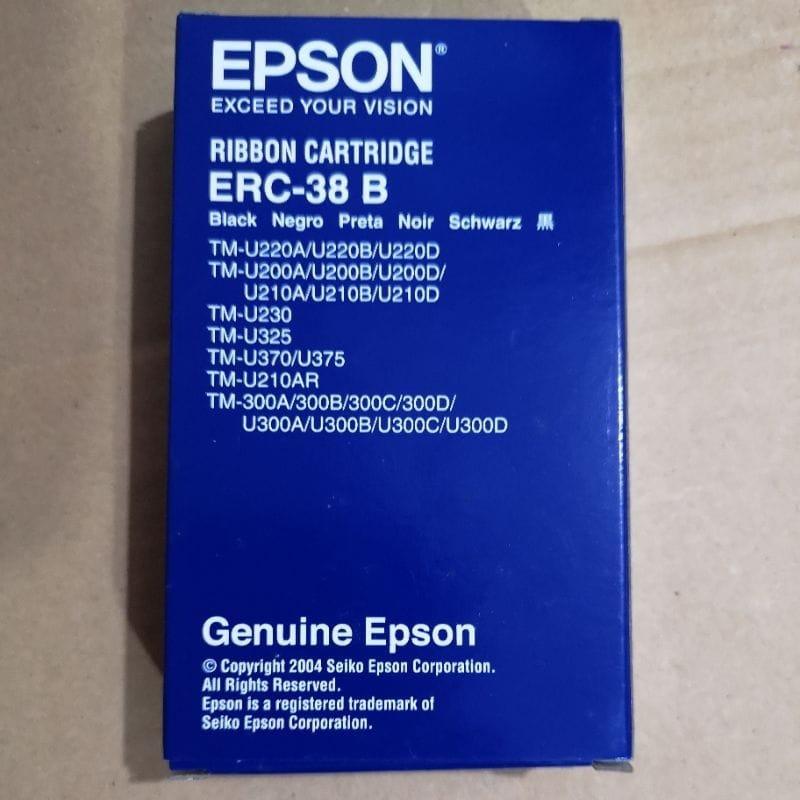 EPSON®
EXCEED YOUR VISION
RIBBON CARTRIDGE
ERC-38 B
Black Negro Preta Noir Schwarz 黒
TM-U220A/U220B/U220D
TM-U200A/U200B/U200D/
U210A/U210B/U210D
TM-U230
TM-U325
TM-U370/U375
TM-U210AR
TM-300A/300B/300C/300D/
U300A/U300B/U300C/U300D
Genuine Epson
© Copyright 2004 Seiko Epson Corporation.
All Rights Reserved.
Epson is a registered trademark of
Seiko Epson Corporation.